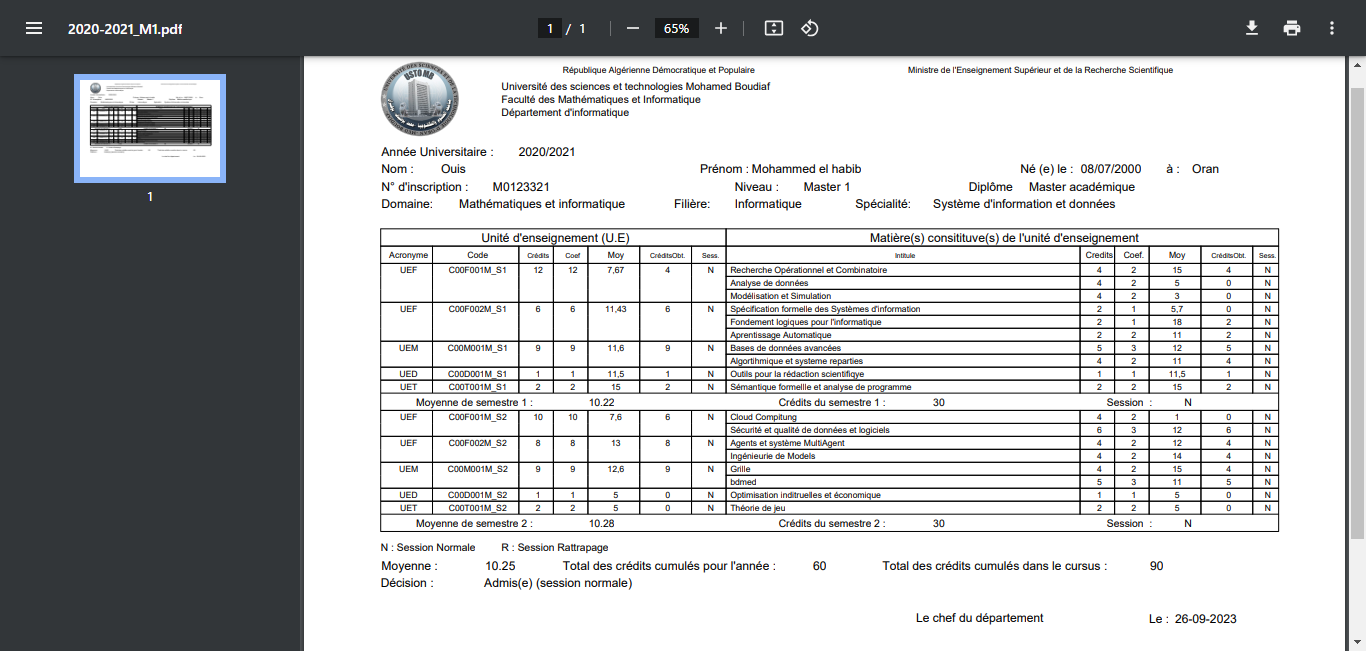 2020-2021_M1.pdf
1 / 1
65%
1
USTOMB
République Algérienne Démocratique et Populaire Ministre de l'Enseignement Supérieur et de la Recherche Scientifique
Université des sciences et technologies Mohamed Boudiaf
Faculté des Mathématiques et Informatique
Département d'informatique
Année Universitaire : 2020/2021
Nom : Ouis Prénom : Mohammed el habib Né (e) le : 08/07/2000 à : Oran
N° d'inscription : M0123321 Niveau : Master 1 Diplôme Master académique
Domaine: Mathématiques et informatique Filière: Informatique Spécialité: Système d'information et données
Unité d'enseignement (U.E) Matière(s) consitituve(s) de l'unité d'enseignement
Acronyme Code Crédits Coef Moy CréditsObt. Sess. Intitule Credits Coef. Moy CréditsObt. Sess.
UEF C00F001M_S1 12 12 7,67 4 N Recherche Opérationnel et Combinatoire 4 2 15 4 N
Analyse de données 4 2 5 0 N
Modélisation et Simulation 4 2 3 0 N
UEF C00F002M_S1 6 6 11,43 6 N Spécification formelle des Systèmes d'information 2 1 5,7 0 N
Fondement logiques pour l'informatique 2 1 18 2 N
Aprentissage Automatique 2 2 11 2 N
UEM C00M001M_S1 9 9 11,6 9 N Bases de données avancées 5 3 12 5 N
Algortihmique et systeme reparties 4 2 11 4 N
UED C00D001M_S1 1 1 11,5 1 N Outils pour la rédaction scientifiqye 1 1 11,5 1 N
UET C00T001M_S1 2 2 15 2 N Sémantique formellle et analyse de programme 2 2 15 2 N
Moyenne de semestre 1 : 10.22 Crédits du semestre 1 : 30 Session : N
UEF C00F001M_S2 10 10 7,6 6 N Cloud Compitung 4 2 1 0 N
Sécurité et qualité de données et logiciels 6 3 12 6 N
UEF C00F002M_S2 8 8 13 8 N Agents et système MultiAgent 4 2 12 4 N
Ingénieurie de Models 4 2 14 4 N
UEM C00M001M_S2 9 9 12,6 9 N Grille 4 2 15 4 N
bdmed 5 3 11 5 N
UED C00D001M_S2 1 1 5 0 N Optimisation inditruelles et économique 1 1 5 0 N
UET C00T001M_S2 2 2 5 0 N Théorie de jeu 2 2 5 0 N
Moyenne de semestre 2 : 10.28 Crédits du semestre 2 : 30 Session : N
N : Session Normale R : Session Rattrapage
Moyenne : 10.25 Total des crédits cumulés pour l'année : 60 Total des crédits cumulés dans le cursus : 90
Décision : Admis(e) (session normale)
Le chef du département Le : 26-09-2023